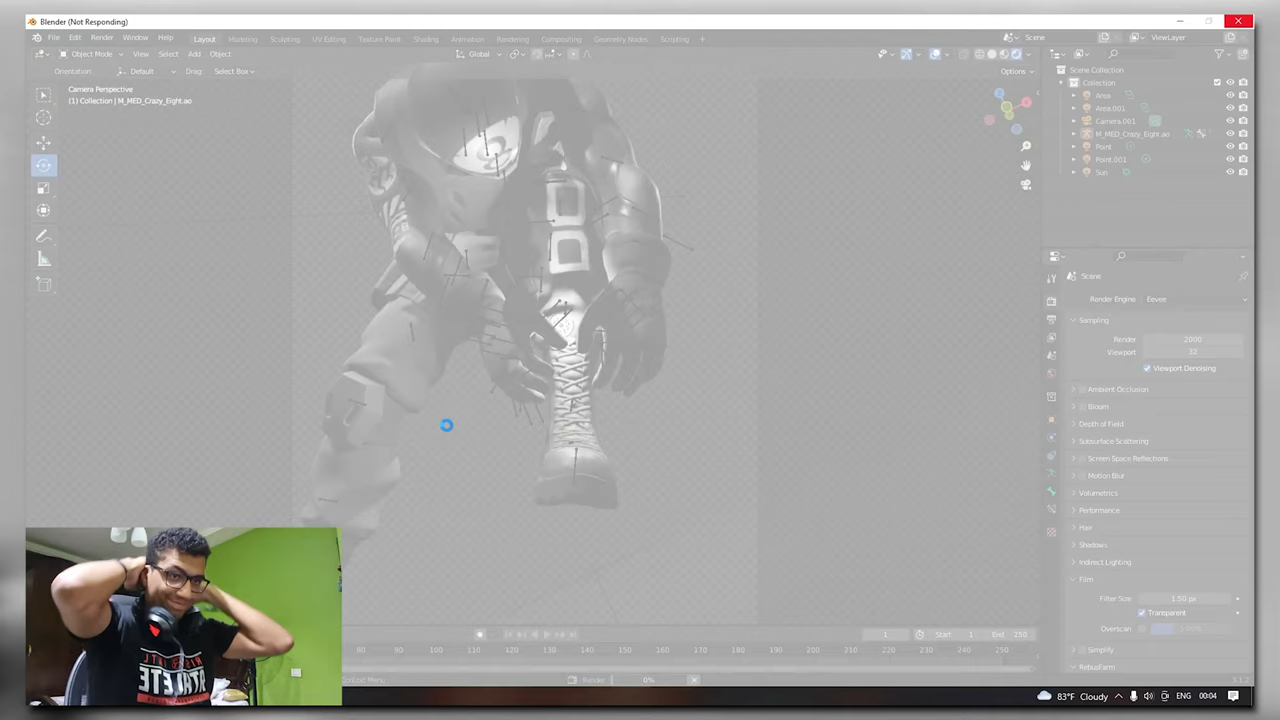 Blender (Not Responding)
File Edit Render Window Help Layout Modeling Sculpting UV Editing Texture Paint Shading Animation Rendering Compositing Geometry Nodes Scripting + Scene ViewLayer
Object Mode View Select Add Object Global
Orientation: Default Drag: Select Box Options
Camera Perspective
(1) Collection | M_MED_Crazy_Eight.ao
Scene Collection
Collection
Area
Area.001
Camera.001
M_MED_Crazy_Eight.ao
Point
Point.001
Sun
Scene
Render Engine Eevee
Sampling
Render 2000
Viewport 32
Viewport Denoising
Ambient Occlusion
Bloom
Depth of Field
Subsurface Scattering
Screen Space Reflections
Motion Blur
Volumetrics
Performance
Hair
Shadows
Indirect Lighting
Film
Filter Size 1.50 px
Transparent
Overscan
Simplify
RebusFarm
1 Start 1 End 250
80 90 100 110 120 130 140 150 160 170 180 190 200 210 220 230 240 250
Context Menu Render 0% 3.1.2
83°F Cloudy ENG 00:04